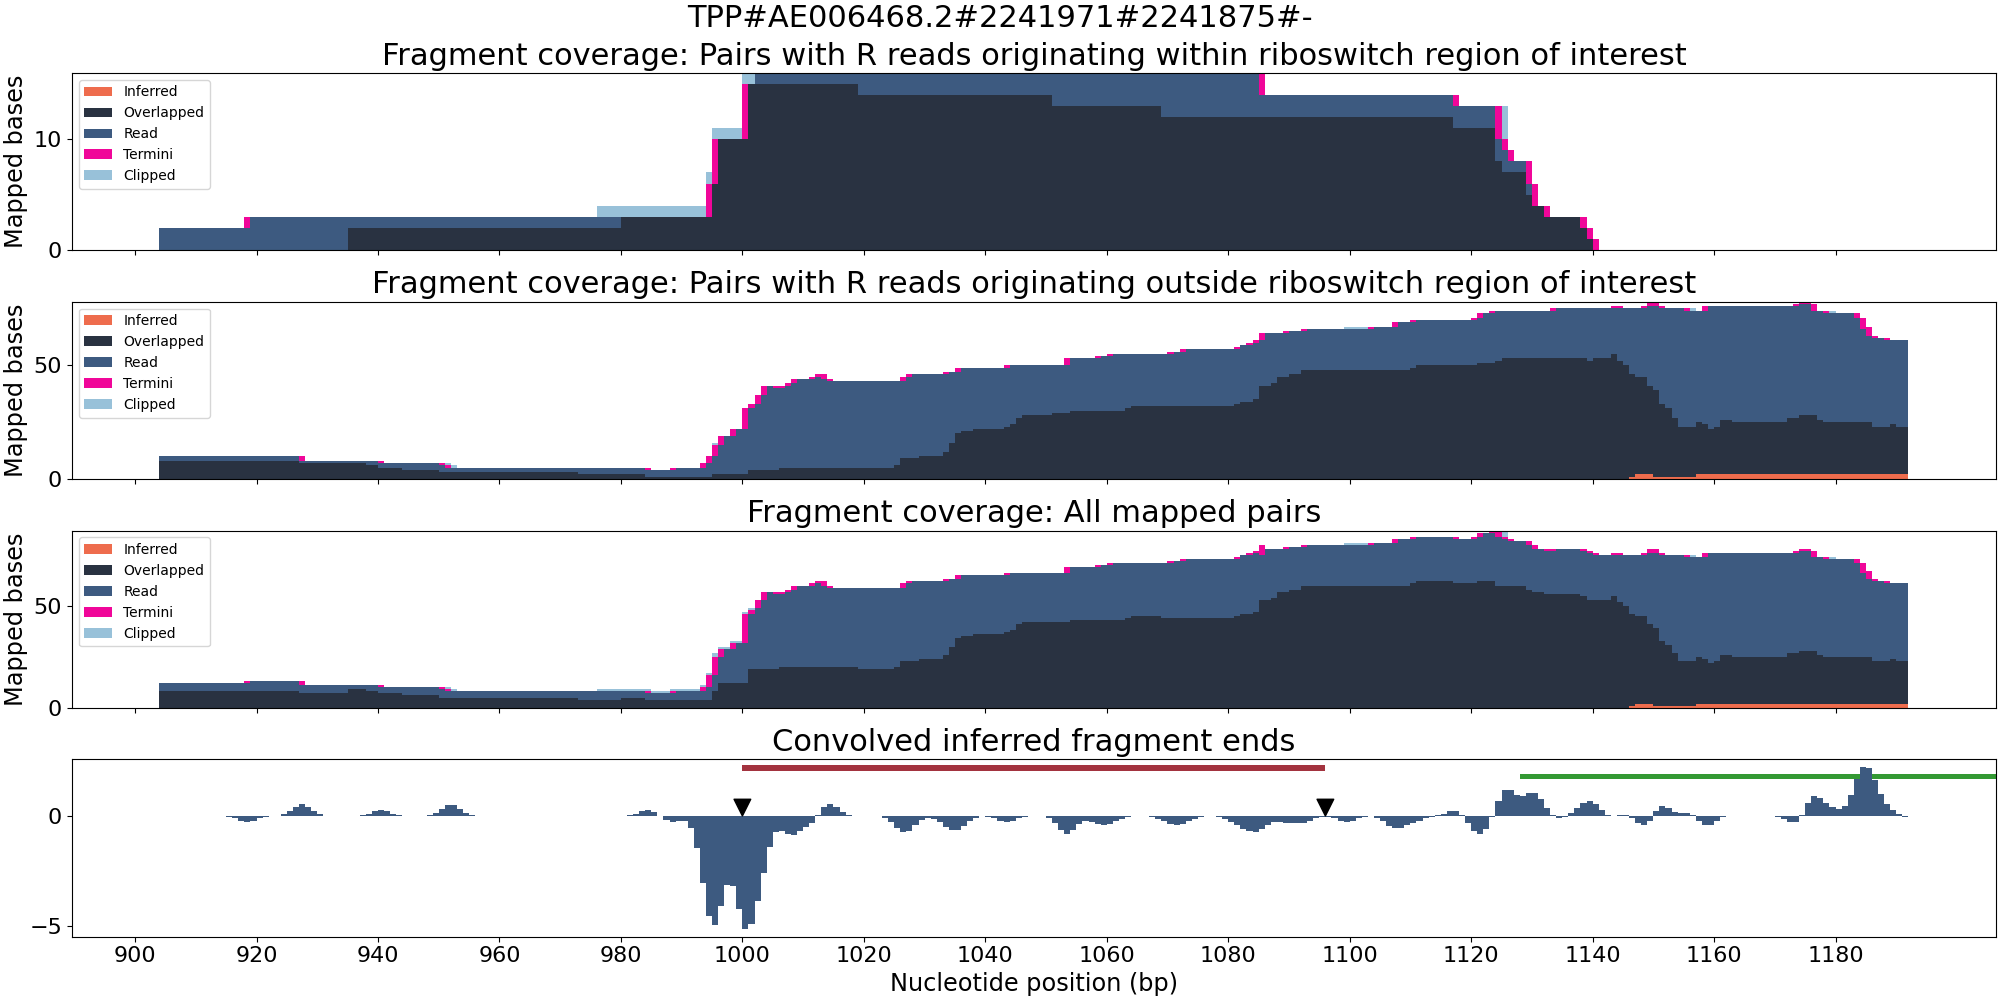 TPP#AE006468.2#2241971#2241875#-
Fragment coverage: Pairs with R reads originating within riboswitch region of interest
Mapped bases
10
0
Inferred
Overlapped
Read
Termini
Clipped
Fragment coverage: Pairs with R reads originating outside riboswitch region of interest
Mapped bases
50
0
Inferred
Overlapped
Read
Termini
Clipped
Fragment coverage: All mapped pairs
Mapped bases
50
0
Inferred
Overlapped
Read
Termini
Clipped
Convolved inferred fragment ends
0
−5
900 920 940 960 980 1000 1020 1040 1060 1080 1100 1120 1140 1160 1180
Nucleotide position (bp)